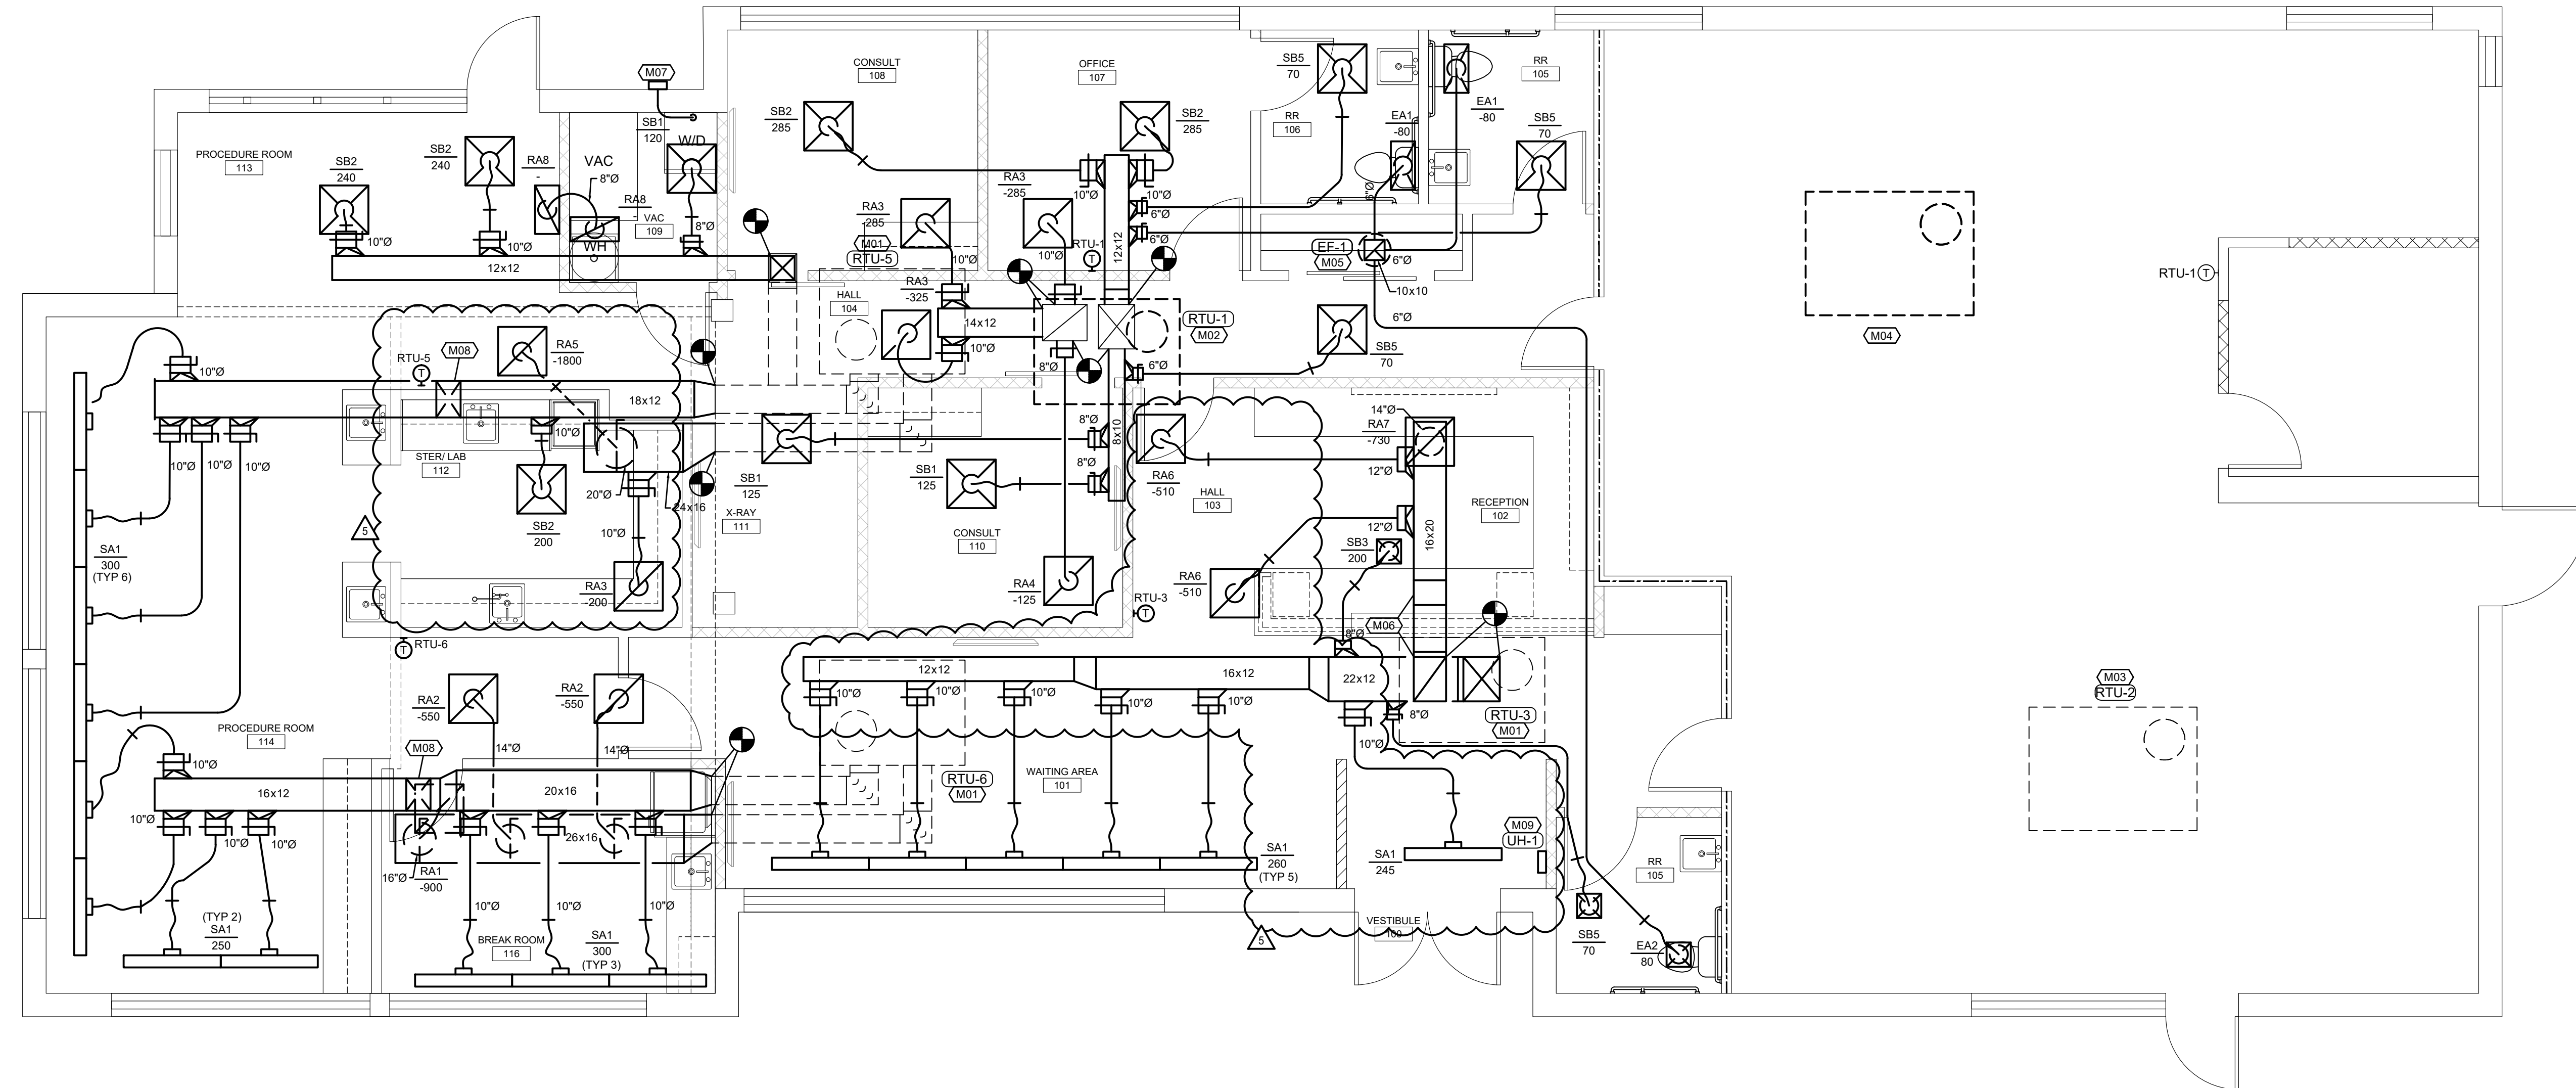 M07
CONSULT
108
OFFICE
107
SB5
70
RR
105
EA1
-80
SB2
285
SB2
285
SB1
120
W/D
RR
106
EA1
-80
SB5
70
PROCEDURE ROOM
113
SB2
240
SB2
240
RA8
-
VAC
8"Ø
RA8
-
VAC
109
8"Ø
WH
10"Ø
10"Ø
12x12
RA3
-285
RA3
-285
10"Ø
10"Ø
6"Ø
6"Ø
6"Ø
12x12
M01
RTU-5
10"Ø
10"Ø
RTU-1
T
EF-1
M05
6"Ø
10x10
6"Ø
RTU-1
T
M04
HALL
104
RA3
-325
14x12
10"Ø
8"Ø
6"Ø
RTU-1
M02
SB5
70
RTU-5
T
M08
RA5
-1800
10"Ø
18x12
10"Ø
10"Ø
10"Ø
10"Ø
STER/ LAB
112
20"Ø
24x16
SB2
200
10"Ø
RA3
-200
5
SA1
300
(TYP 6)
SB1
125
X-RAY
111
8"Ø
8"Ø
8x10
SB1
125
CONSULT
110
RA4
-125
RA6
-510
HALL
103
14"Ø
RA7
-730
12"Ø
12"Ø
16x20
RECEPTION
102
SB3
200
RA6
-510
RTU-3
T
M06
8"Ø
T
RTU-6
RA2
-550
RA2
-550
14"Ø
14"Ø
12x12
16x12
22x12
10"Ø
10"Ø
10"Ø
10"Ø
10"Ø
8"Ø
10"Ø
RTU-3
M01
M03
RTU-2
PROCEDURE ROOM
114
M08
10"Ø
16x12
20x16
10"Ø
10"Ø
10"Ø
26x16
16"Ø
RA1
-900
10"Ø
10"Ø
10"Ø
RTU-6
M01
WAITING AREA
101
SA1
260
(TYP 5)
SA1
245
M09
UH-1
RR
105
(TYP 2)
SA1
250
BREAK ROOM
116
SA1
300
(TYP 3)
5
VESTIBULE
100
SB5
70
EA2
80